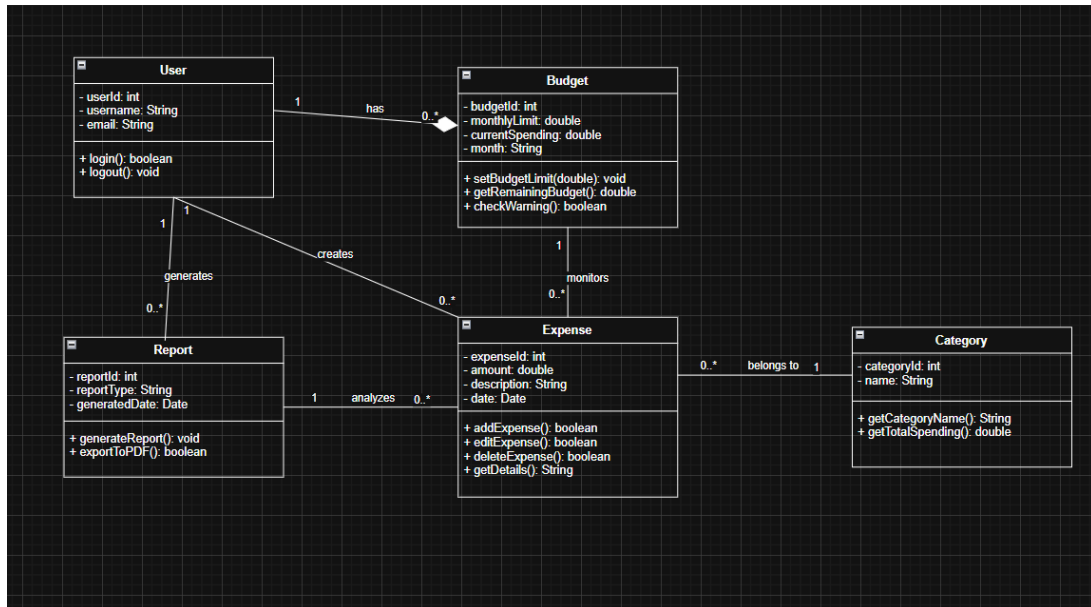 User
- userId: int
- username: String
- email: String
+ login(): boolean
+ logout(): void
1
has
0..*
Budget
- budgetId: int
- monthlyLimit: double
- currentSpending: double
- month: String
+ setBudgetLimit(double): void
+ getRemainingBudget(): double
+ checkWarning(): boolean
1
generates
0..*
1
creates
0..*
1
monitors
0..*
Report
- reportId: int
- reportType: String
- generatedDate: Date
+ generateReport(): void
+ exportToPDF(): boolean
1
analyzes
0..*
Expense
- expenseId: int
- amount: double
- description: String
- date: Date
+ addExpense(): boolean
+ editExpense(): boolean
+ deleteExpense(): boolean
+ getDetails(): String
0..*
belongs to
1
Category
- categoryId: int
- name: String
+ getCategoryName(): String
+ getTotalSpending(): double